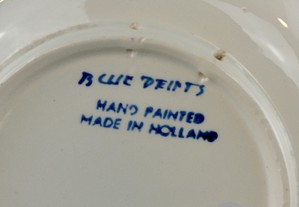 BLUE DELFTS
HAND PAINTED
MADE IN HOLLAND